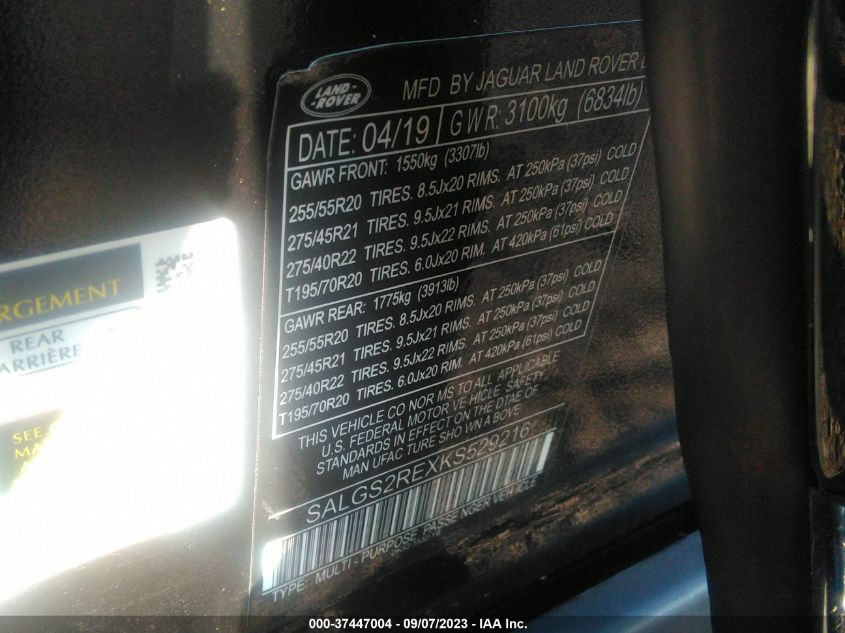 LAND-
-ROVER
MFD BY JAGUAR LAND ROVER L
DATE: 04/19 GWR: 3100kg (6834lb)
GAWR FRONT: 1550kg (3307lb)
255/55R20 TIRES. 8.5Jx20 RIMS. AT 250kPa (37psi) COLD
275/45R21 TIRES. 9.5Jx21 RIMS. AT 250kPa (37psi) COLD
275/40R22 TIRES. 9.5Jx22 RIMS. AT 250kPa (37psi) COLD
T195/70R20 TIRES. 6.0Jx20 RIM. AT 420kPa (61psi) COLD
GAWR REAR: 1775kg (3913lb)
255/55R20 TIRES. 8.5Jx20 RIMS. AT 250kPa (37psi) COLD
275/45R21 TIRES. 9.5Jx21 RIMS. AT 250kPa (37psi) COLD
275/40R22 TIRES. 9.5Jx22 RIMS. AT 250kPa (37psi) COLD
T195/70R20 TIRES. 6.0Jx20 RIM. AT 420kPa (61psi) COLD
THIS VEHICLE CO NOR MS TO ALL APPLICABLE
U.S. FEDERAL MOTOR VE HICLE SAFETY
STANDARDS IN EFFECT ON THE DTAE OF
MAN UFAC TURE SHO WN A BOVE
SALGS2REXKS529216
TYPE: MULTI-PURPOSE PASSENGER VEHICLE
RGEMENT
REAR
ARRIÈRE
SEE
000-37447004 - 09/07/2023 - IAA Inc.